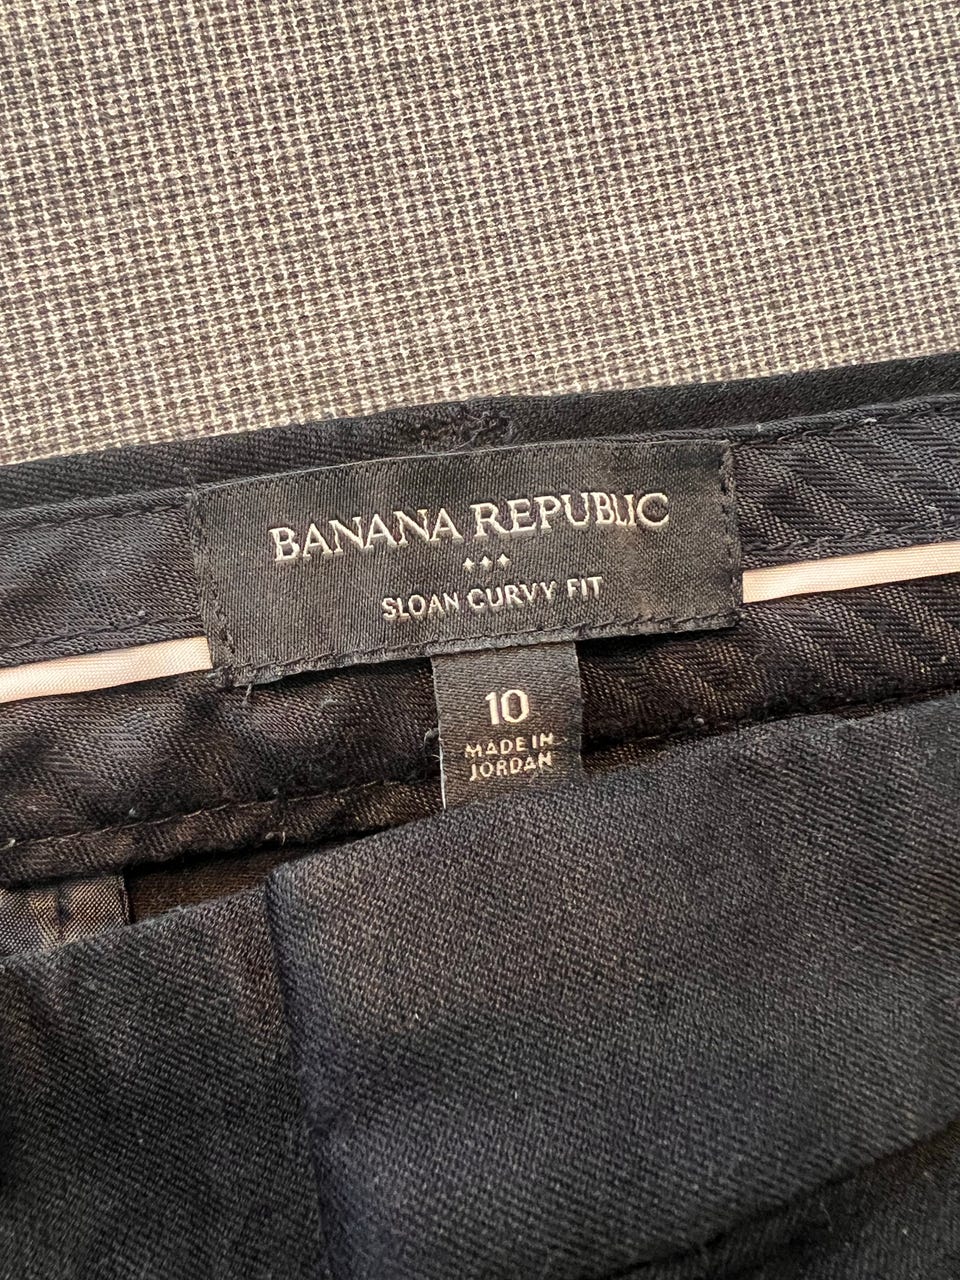 BANANA REPUBLIC
SLOAN CURVY FIT
10
MADE IN
JORDAN